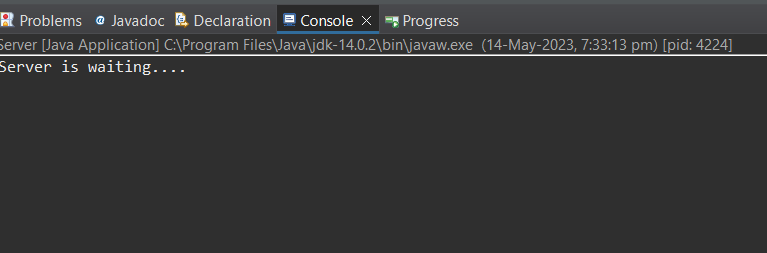 Problems @ Javadoc Declaration Console Progress
Server [Java Application] C:\Program Files\Java\jdk-14.0.2\bin\javaw.exe (14-May-2023, 7:33:13 pm) [pid: 4224]
Server is waiting....